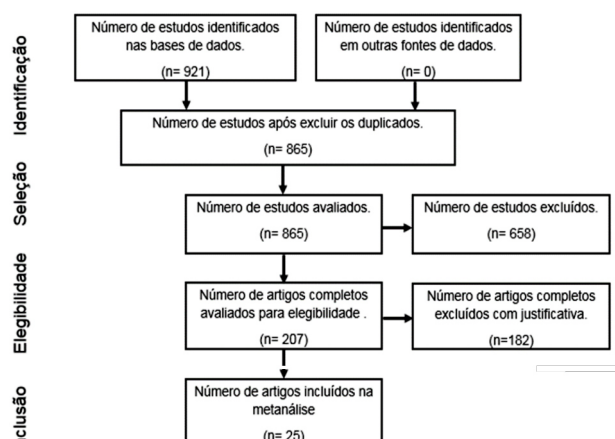 Identificação
Número de estudos identificados
nas bases de dados.
(n= 921)
Número de estudos identificados
em outras fontes de dados.
(n= 0)
Número de estudos após excluir os duplicados.
(n= 865)
Seleção
Número de estudos avaliados.
(n= 865)
Número de estudos excluídos.
(n= 658)
Elegibilidade
Número de artigos completos
avaliados para elegibilidade .
(n= 207)
Número de artigos completos
excluídos com justificativa.
(n=182)
clusão
Número de artigos incluídos na
metanálise
(n= 25)